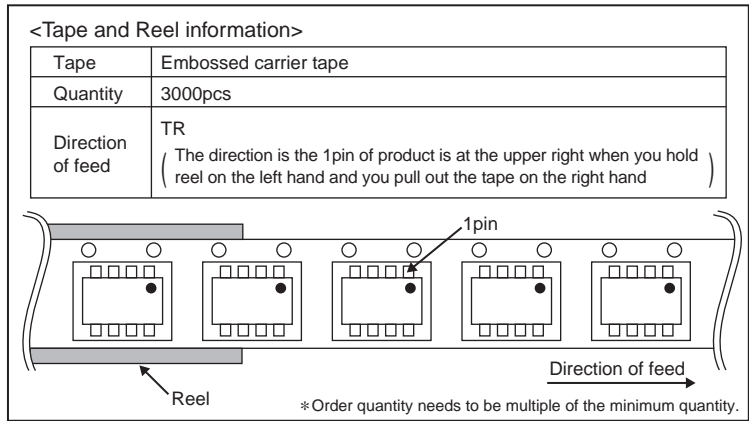 <Tape and Reel information>
Tape Embossed carrier tape
Quantity 3000pcs
Direction of feed
TR
( The direction is the 1pin of product is at the upper right when you hold
reel on the left hand and you pull out the tape on the right hand )
1pin
Direction of feed
Reel
*Order quantity needs to be multiple of the minimum quantity.